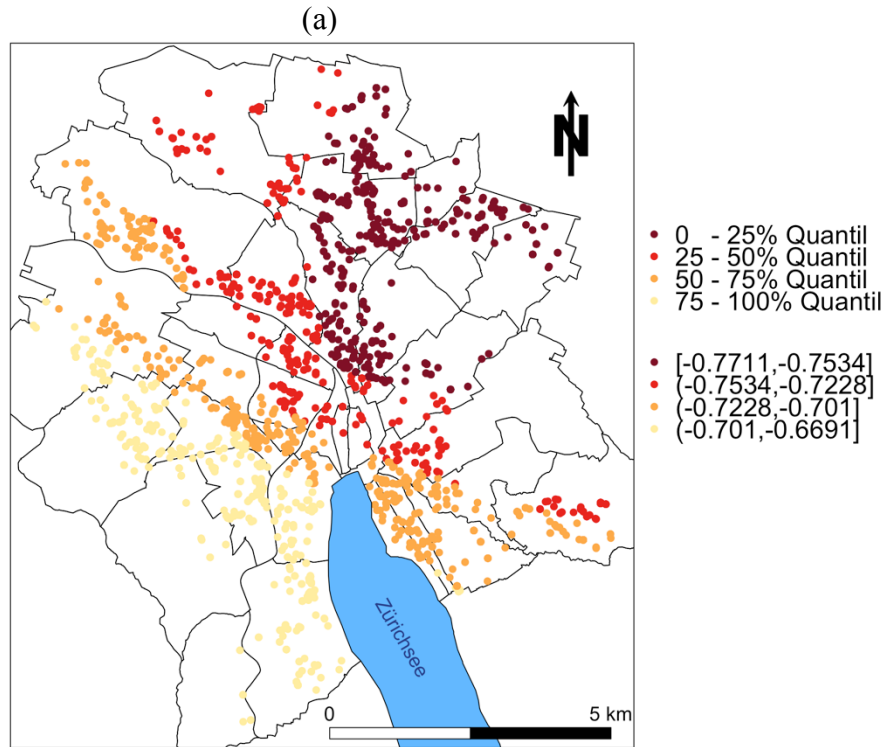 (a)
N
0 - 25% Quantil
25 - 50% Quantil
50 - 75% Quantil
75 - 100% Quantil
[-0.7711,-0.7534]
(-0.7534,-0.7228]
(-0.7228,-0.701]
(-0.701,-0.6691]
Zürichsee
0 5 km